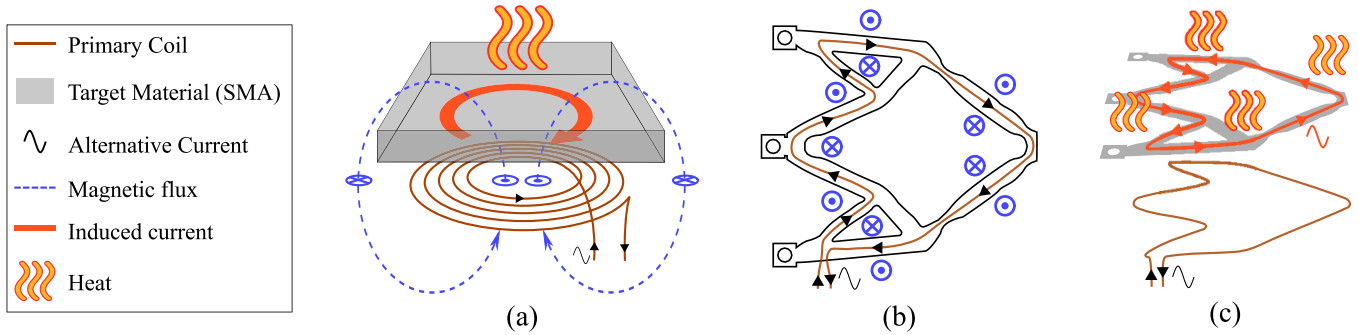 Primary Coil
Target Material (SMA)
Alternative Current
Magnetic flux
Induced current
Heat
(a)
(b)
(c)